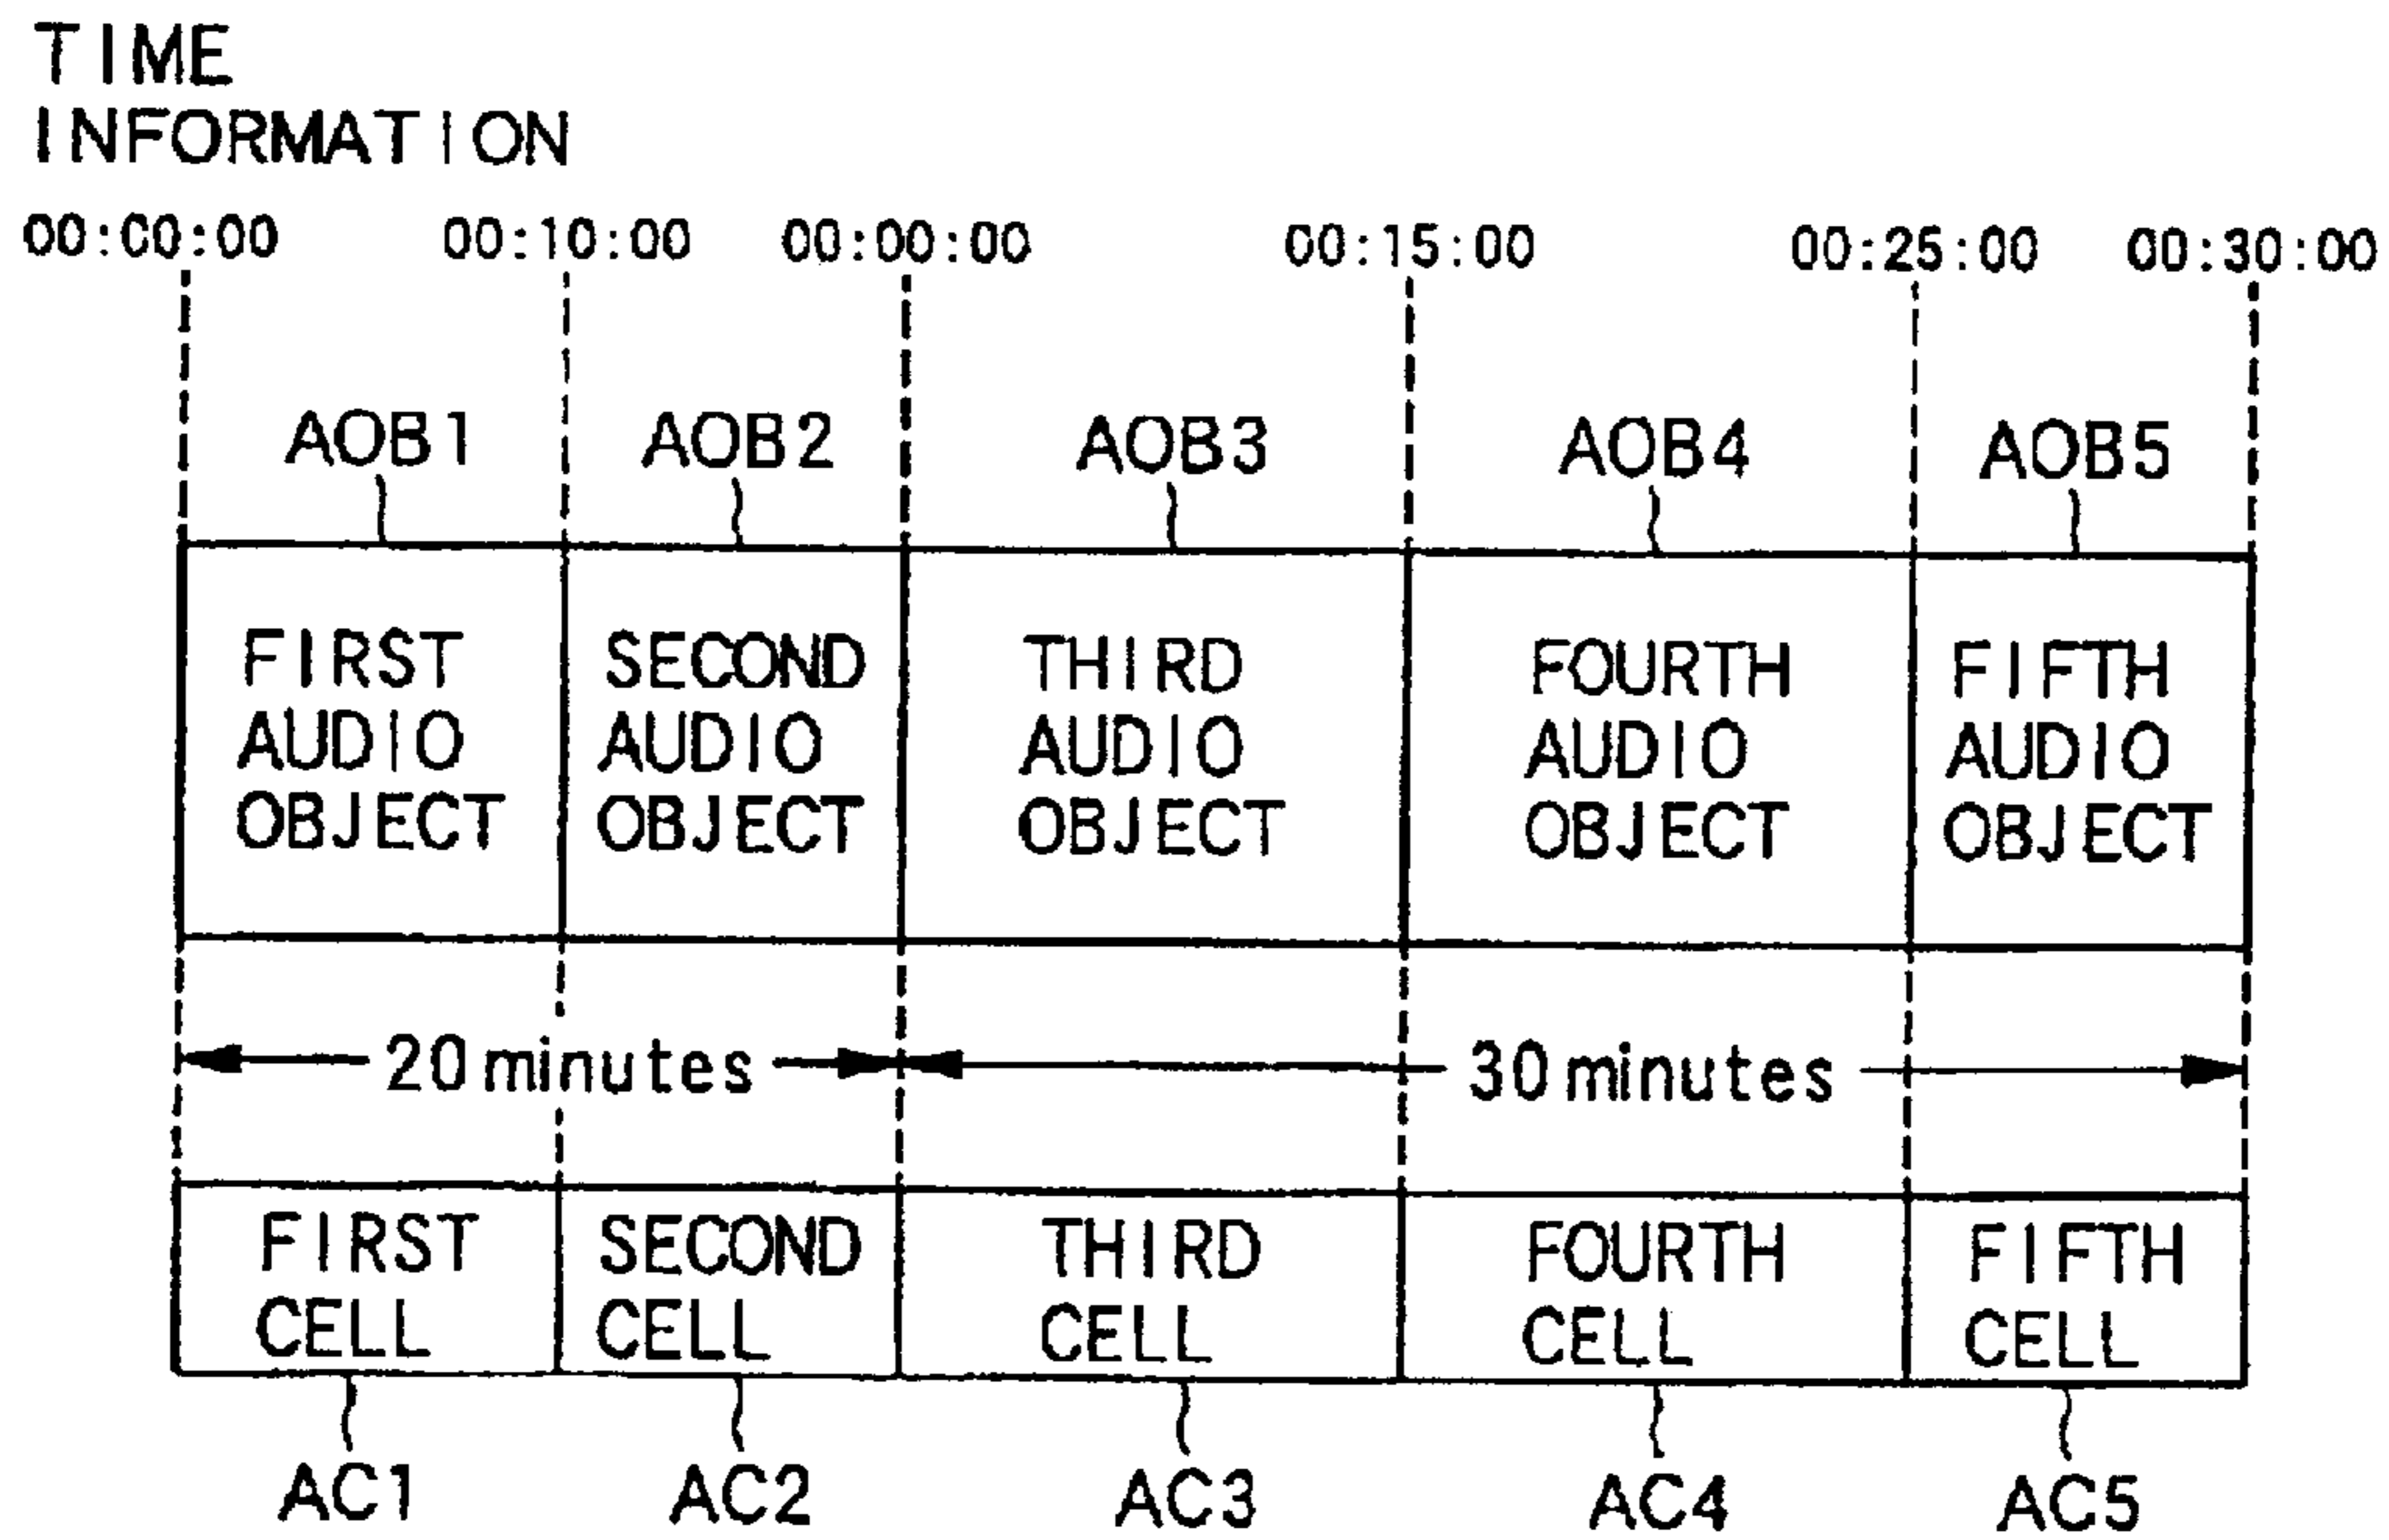 TIME
INFORMATION
00:00:00 00:10:00 00:00:00 00:15:00 00:25:00 00:30:00
AOB1 AOB2 AOB3 AOB4 AOB5
FIRST SECOND THIRD FOURTH FIFTH
AUDIO AUDIO AUDIO AUDIO AUDIO
OBJECT OBJECT OBJECT OBJECT OBJECT
20 minutes 30 minutes
FIRST SECOND THIRD FOURTH FIFTH
CELL CELL CELL CELL CELL
AC1 AC2 AC3 AC4 AC5